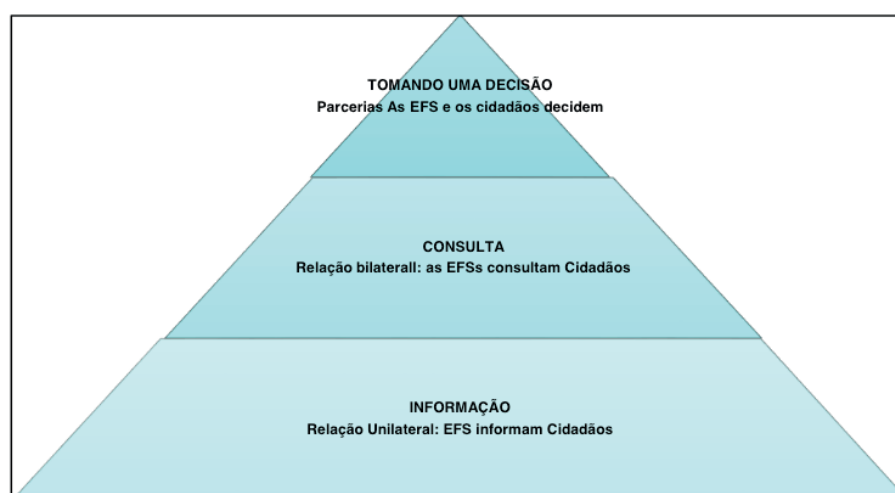 TOMANDO UMA DECISÃO
Parcerias As EFS e os cidadãos decidem
CONSULTA
Relação bilaterall: as EFSs consultam Cidadãos
INFORMAÇÃO
Relação Unilateral: EFS informam Cidadãos